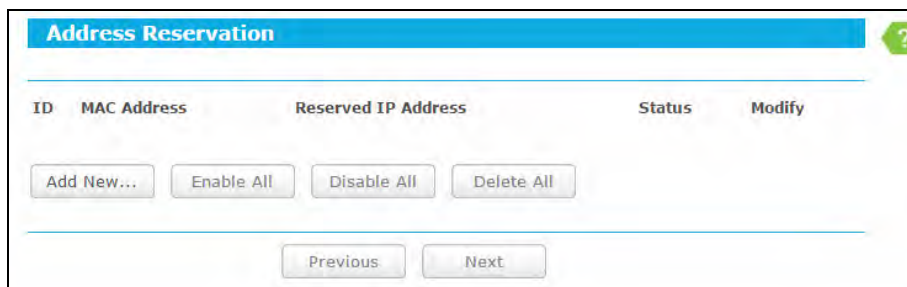 Address Reservation
?
ID MAC Address Reserved IP Address Status Modify
Add New... Enable All Disable All Delete All
Previous Next